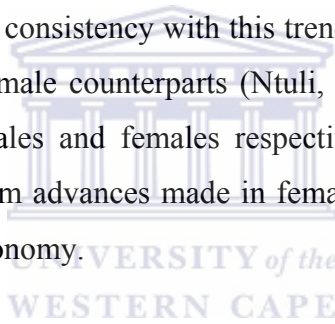 consistency with this tren
male counterparts (Ntuli,
ales and females respecti
m advances made in fema
onomy.
UNIVERSITY of the
WESTERN CAPE